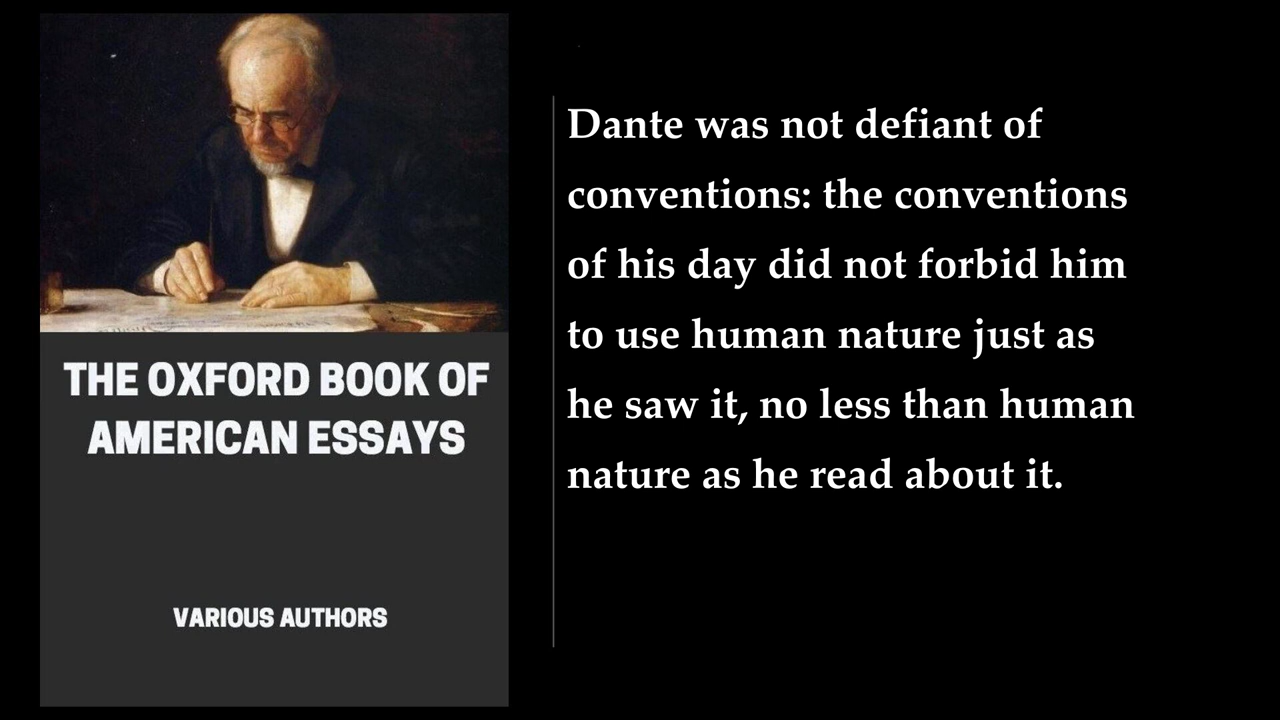 THE OXFORD BOOK OF
AMERICAN ESSAYS
VARIOUS AUTHORS
Dante was not defiant of
conventions: the conventions
of his day did not forbid him
to use human nature just as
he saw it, no less than human
nature as he read about it.